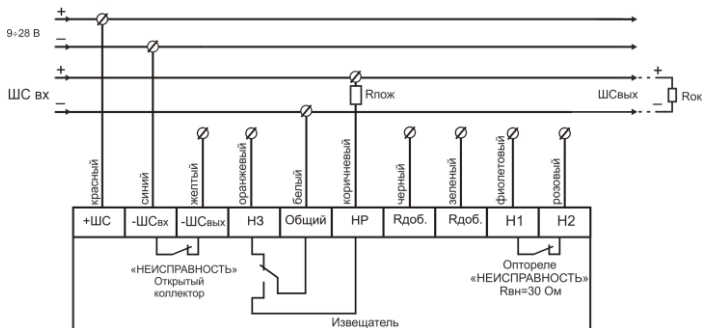 +
9÷28 В
−
+
ШС вх
−
Rпож
ШСвых
+
−
Rок
красный
синий
желтый
оранжевый
белый
коричневый
черный
зеленый
фиолетовый
розовый
+ШС
-ШСвх
-ШСвых
НЗ
Общий
НР
Rдоб.
Rдоб.
Н1
Н2
«НЕИСПРАВНОСТЬ»
Открытый
коллектор
Оптореле
«НЕИСПРАВНОСТЬ»
Rвн=30 Ом
Извещатель